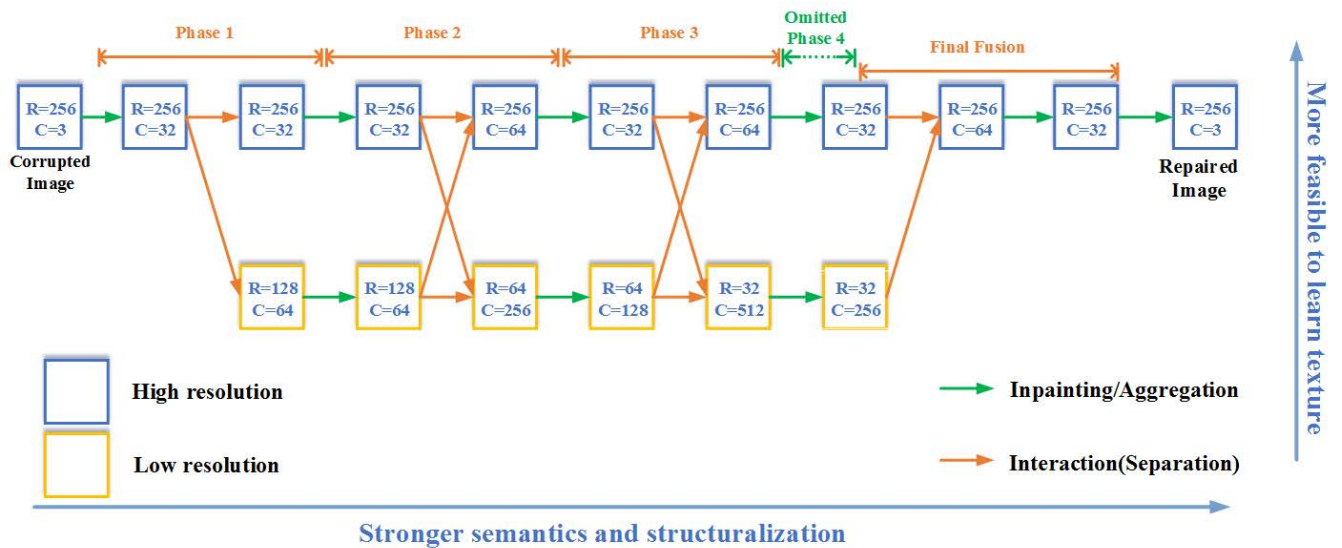 Phase 1
Phase 2
Phase 3
Omitted
Phase 4
Final Fusion
R=256
C=3
R=256
C=32
R=256
C=32
R=256
C=32
R=256
C=64
R=256
C=32
R=256
C=64
R=256
C=32
R=256
C=64
R=256
C=32
R=256
C=3
Corrupted
Image
Repaired
Image
R=128
C=64
R=128
C=64
R=64
C=256
R=64
C=128
R=32
C=512
R=32
C=256
High resolution
Low resolution
Inpainting/Aggregation
Interaction(Separation)
Stronger semantics and structuralization
More feasible to learn texture